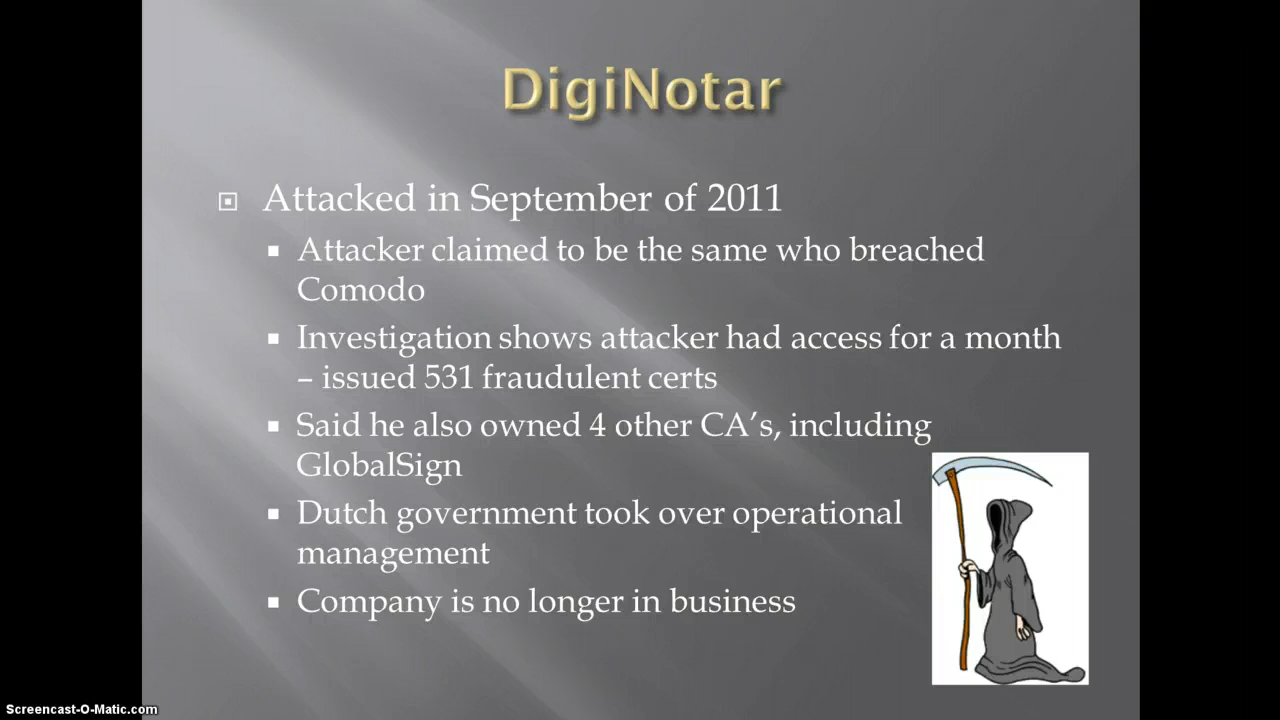 DigiNotar
Attacked in September of 2011
Attacker claimed to be the same who breached
Comodo
Investigation shows attacker had access for a month
– issued 531 fraudulent certs
Said he also owned 4 other CA’s, including
GlobalSign
Dutch government took over operational
management
Company is no longer in business
Screencast-O-Matic.com